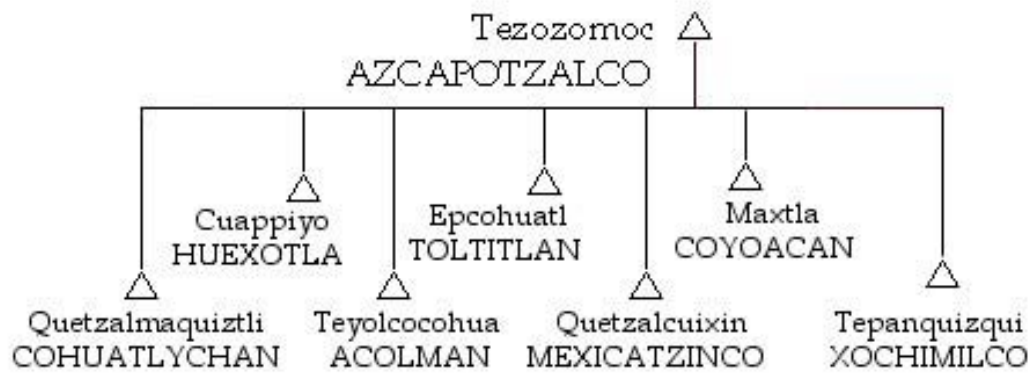 Tezozomoc
AZCAPOTZALCO
Cuappiyo
HUEXOTLA
Epcohuatl
TOLTITLAN
Maxtla
COYOACAN
Quetzalmaquiztli
COHUATLYCHAN
Teyolcocohua
ACOLMAN
Quetzalcuixin
MEXICATZINCO
Tepanquizqui
XOCHIMILCO